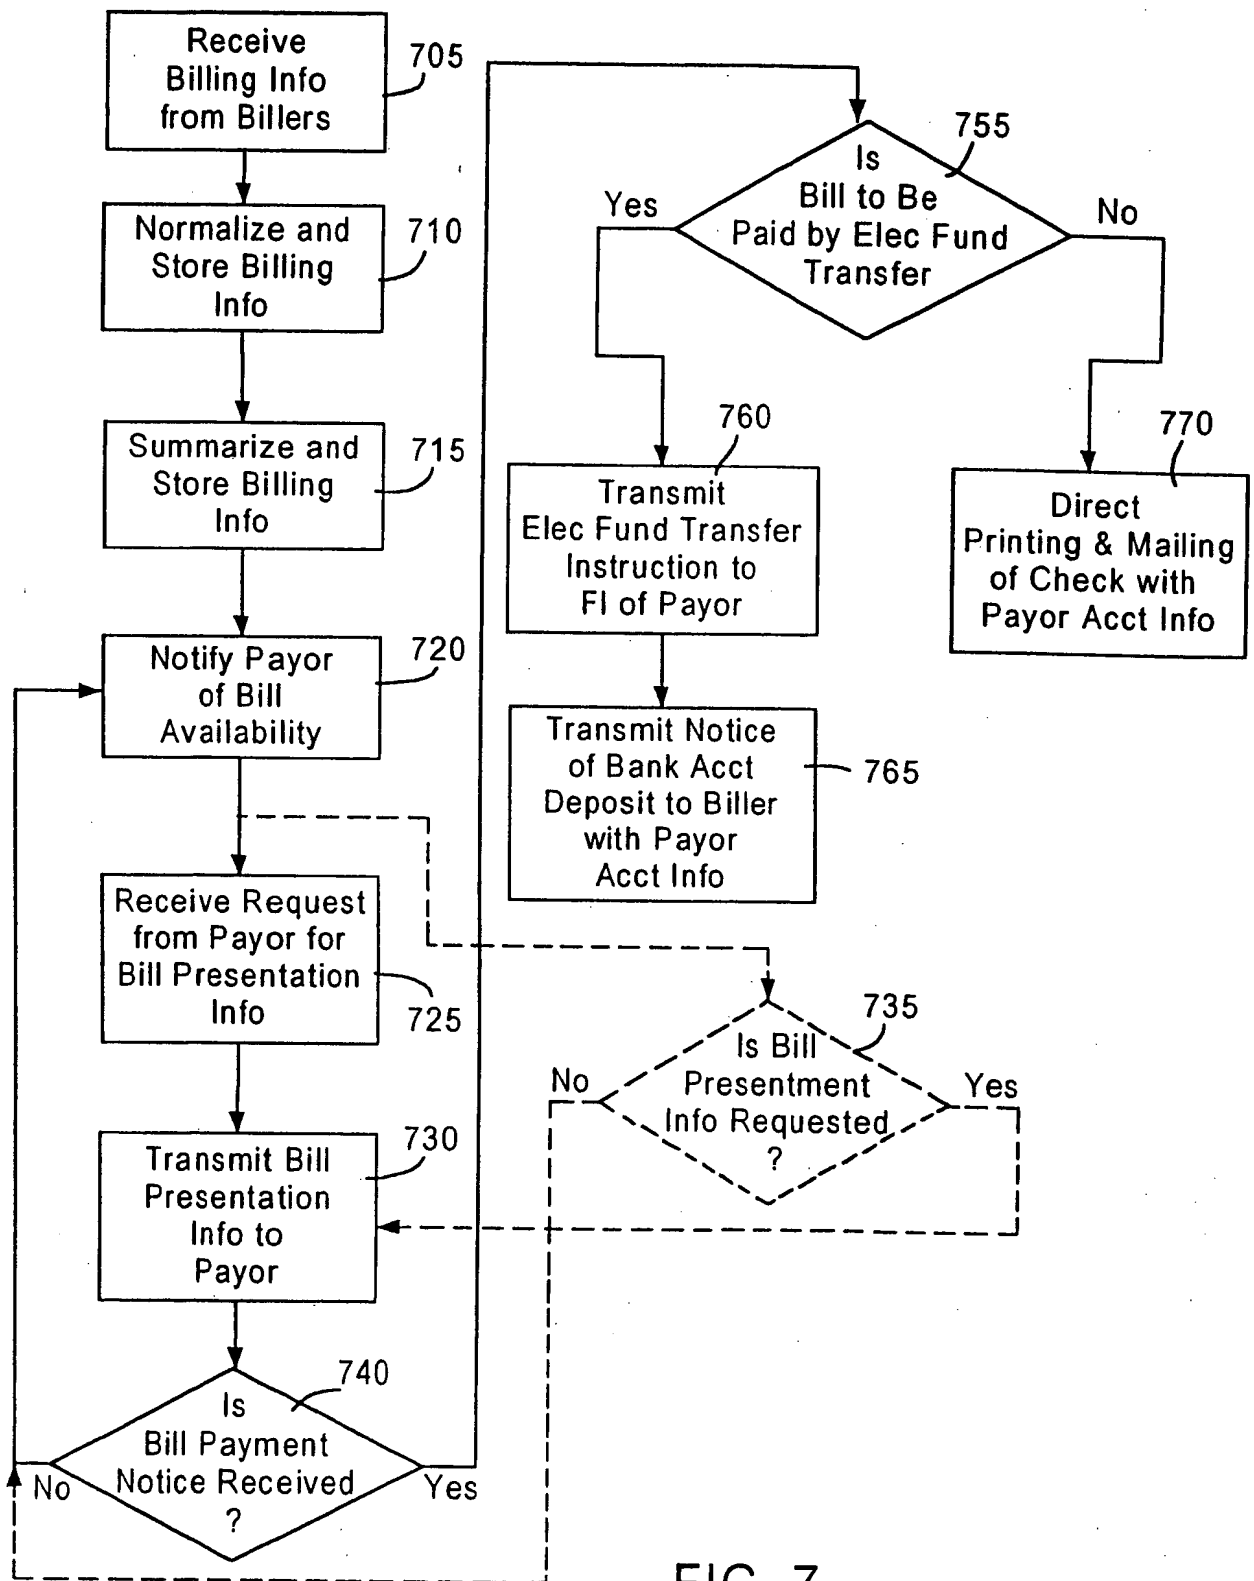 Receive
Billing Info
from Billers
705
Normalize and
Store Billing
Info
710
Summarize and
Store Billing
Info
715
Notify Payor
of Bill
Availability
720
Receive Request
from Payor for
Bill Presentation
Info
725
Transmit Bill
Presentation
Info to
Payor
730
Is
Bill Payment
Notice Received
?
740
No
Yes
Is
Bill to Be
Paid by Elec Fund
Transfer
755
Yes
No
Transmit
Elec Fund Transfer
Instruction to
FI of Payor
760
Direct
Printing & Mailing
of Check with
Payor Acct Info
770
Transmit Notice
of Bank Acct
Deposit to Biller
with Payor
Acct Info
765
Is Bill
Presentment
Info Requested
?
735
No
Yes
FIG. 7